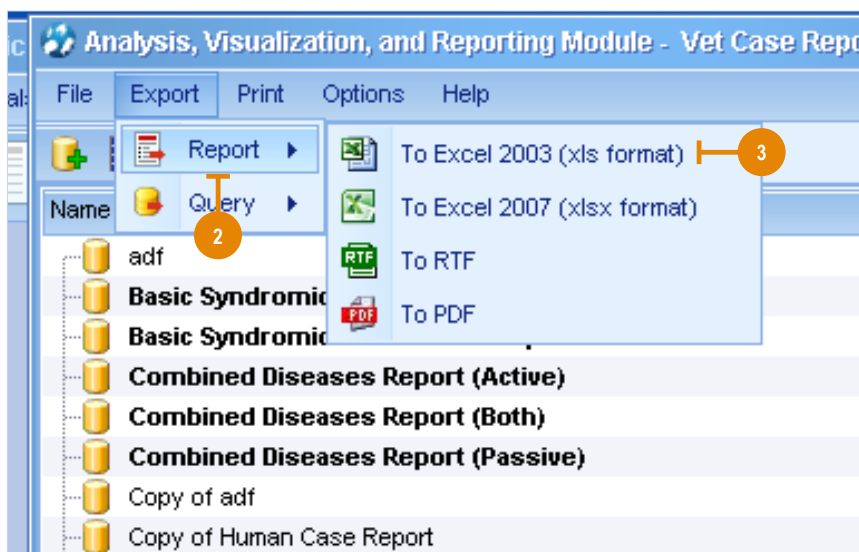 Analysis, Visualization, and Reporting Module - Vet Case Repo
File Export Print Options Help
Report
To Excel 2003 (xls format)
3
Name
Query
To Excel 2007 (xlsx format)
2
adf
RTF To RTF
Basic Syndromic
PDF To PDF
Basic Syndromic
Combined Diseases Report (Active)
Combined Diseases Report (Both)
Combined Diseases Report (Passive)
Copy of adf
Copy of Human Case Report